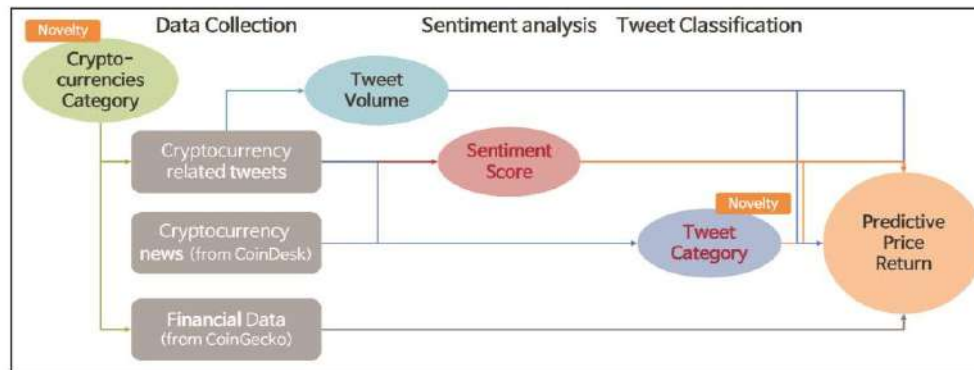 Data Collection
Sentiment analysis
Tweet Classification
Novelty
Crypto-
currencies
Category
Tweet
Volume
Cryptocurrency
related tweets
Sentiment
Score
Novelty
Cryptocurrency
news (from CoinDesk)
Tweet
Category
Predictive
Price
Return
Financial Data
(from CoinGecko)